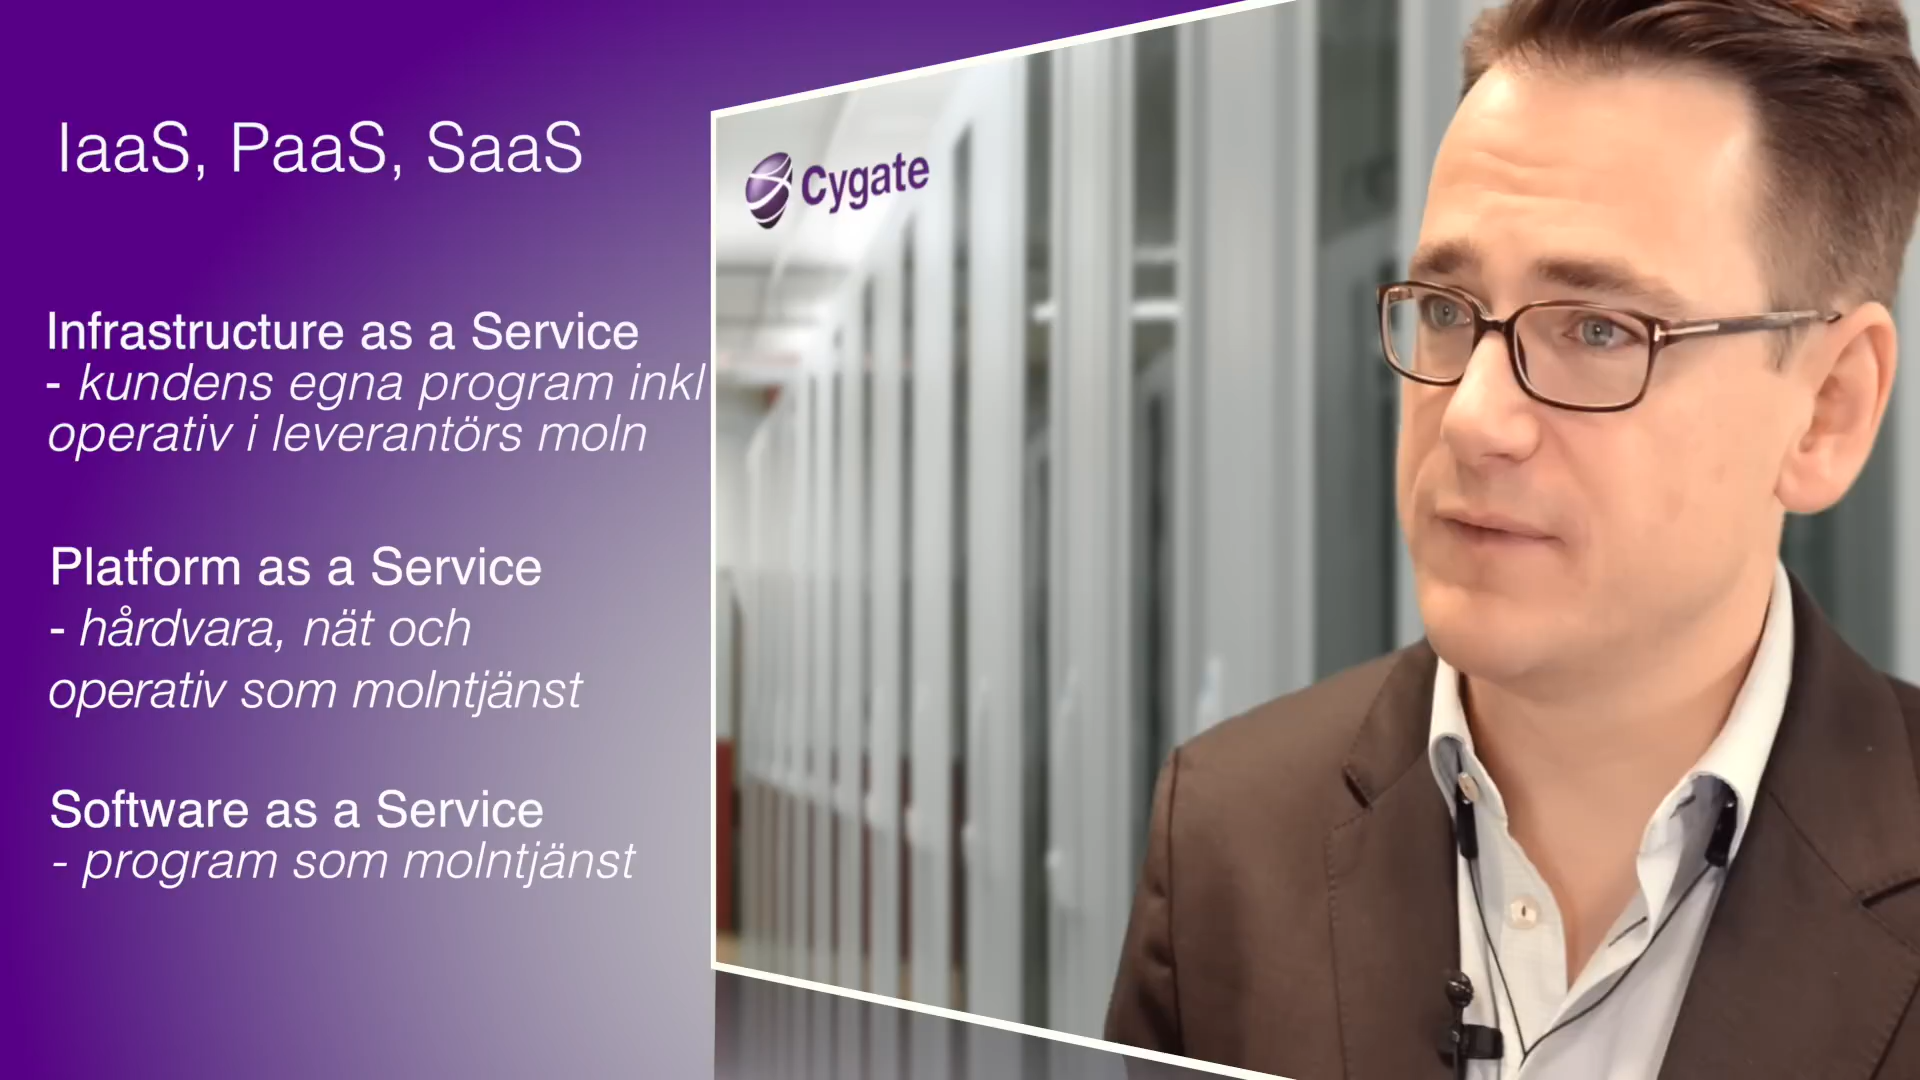 IaaS, PaaS, SaaS
Infrastructure as a Service
- kundens egna program inkl
operativ i leverantörs moln
Platform as a Service
- hårdvara, nät och
operativ som molntjänst
Software as a Service
- program som molntjänst
Cygate